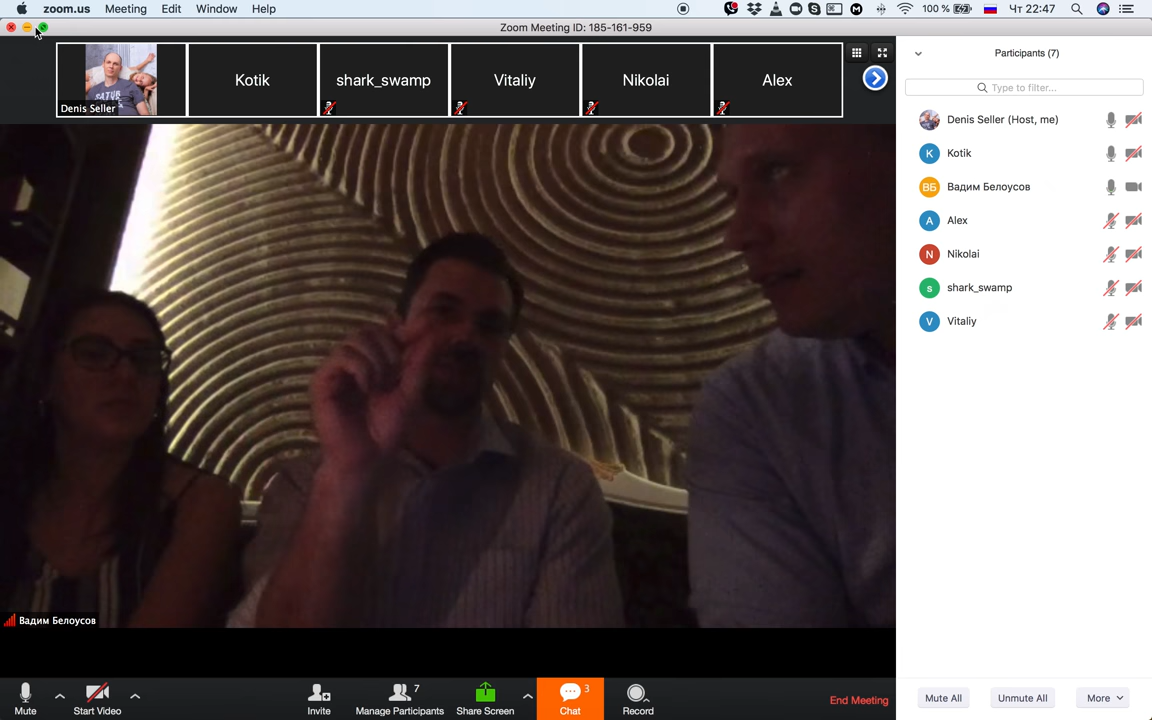 zoom.us Meeting Edit Window Help 100 % Чт 22:47
Zoom Meeting ID: 185-161-959
Denis Seller
Kotik
shark_swamp
Vitaliy
Nikolai
Alex
Вадим Белоусов
Participants (7)
Type to filter...
Denis Seller (Host, me)
K Kotik
ВБ Вадим Белоусов
A Alex
N Nikolai
s shark_swamp
V Vitaliy
Mute
Start Video
Invite
7
Manage Participants
Share Screen
3
Chat
Record
End Meeting
Mute All
Unmute All
More